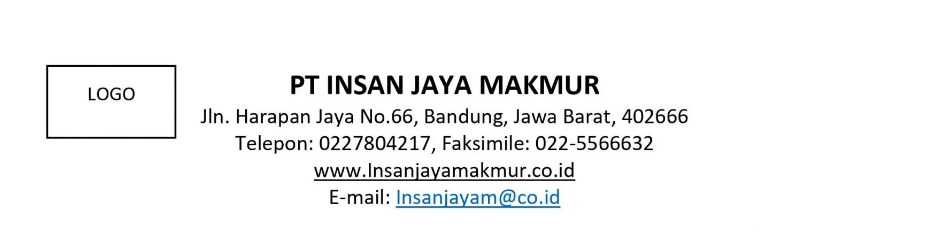 LOGO
PT INSAN JAYA MAKMUR
Jln. Harapan Jaya No.66, Bandung, Jawa Barat, 402666
Telepon: 0227804217, Faksimile: 022-5566632
www.Insanjayamakmur.co.id
E-mail: Insanjayam@co.id